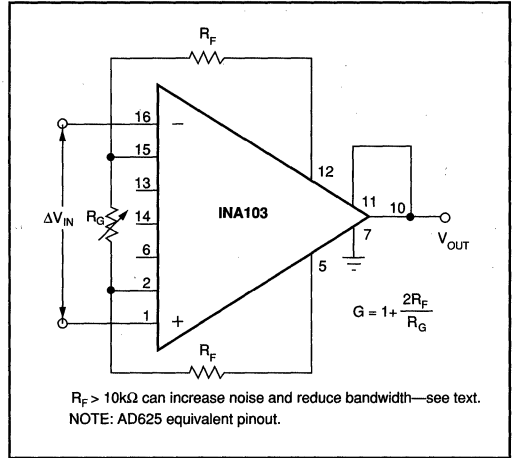 R_F
16
−
15
12
13
11
10
ΔV_IN
R_G
14
INA103
7
V_OUT
6
5
2
G = 1+ 2R_F / R_G
1
+
R_F
R_F > 10kΩ can increase noise and reduce bandwidth—see text.
NOTE: AD625 equivalent pinout.